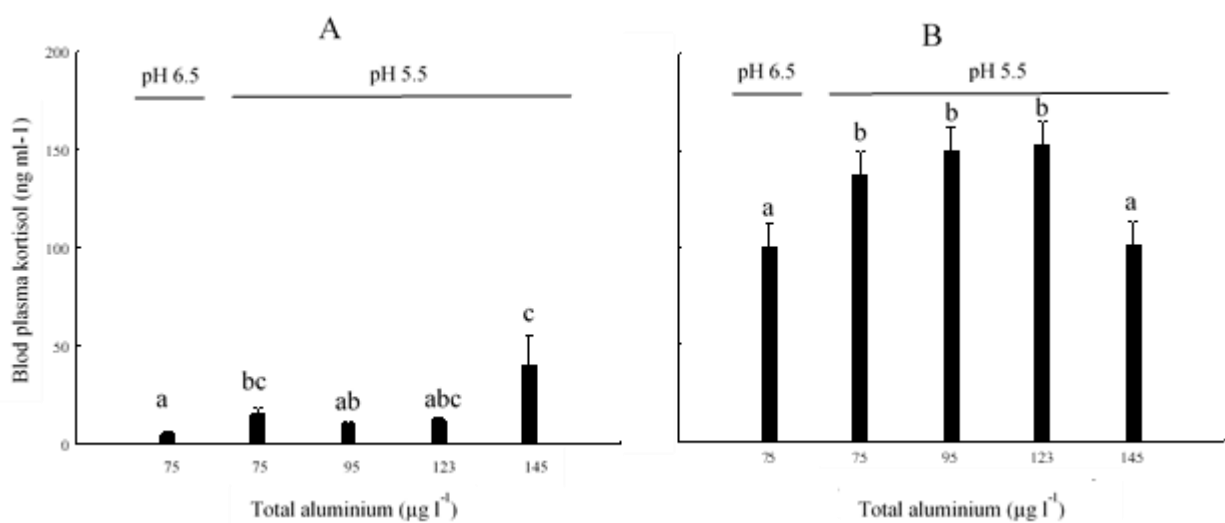 A
200
150
100
50
0
Blod plasma kortisol (ng ml-1)
pH 6.5
pH 5.5
a
bc
ab
abc
c
75
75
95
123
145
Total aluminium (µg l⁻¹)
B
pH 6.5
pH 5.5
a
b
b
b
a
75
75
95
123
145
Total aluminium (µg l⁻¹)